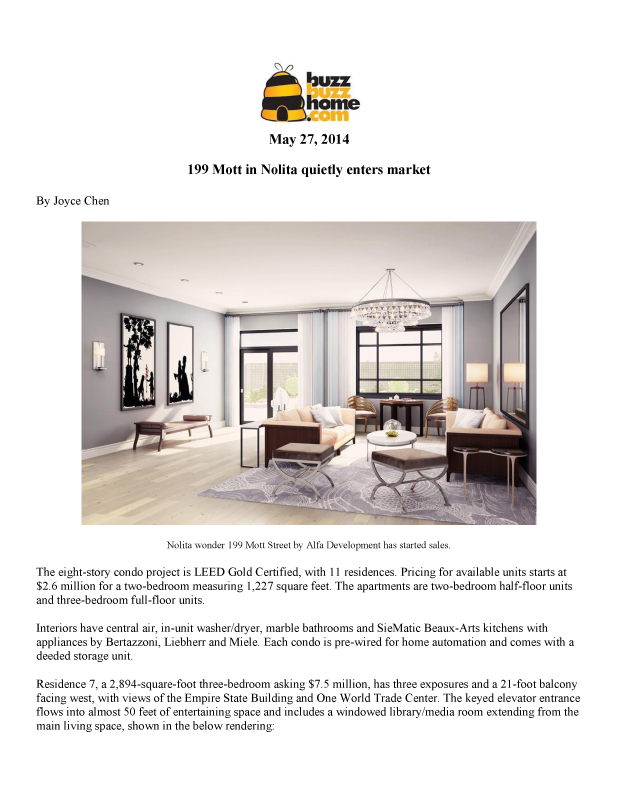 buzz
buzz
home
.com
May 27, 2014
199 Mott in Nolita quietly enters market
By Joyce Chen
Nolita wonder 199 Mott Street by Alfa Development has started sales.
The eight-story condo project is LEED Gold Certified, with 11 residences. Pricing for available units starts at
$2.6 million for a two-bedroom measuring 1,227 square feet. The apartments are two-bedroom half-floor units
and three-bedroom full-floor units.
Interiors have central air, in-unit washer/dryer, marble bathrooms and SieMatic Beaux-Arts kitchens with
appliances by Bertazzoni, Liebherr and Miele. Each condo is pre-wired for home automation and comes with a
deeded storage unit.
Residence 7, a 2,894-square-foot three-bedroom asking $7.5 million, has three exposures and a 21-foot balcony
facing west, with views of the Empire State Building and One World Trade Center. The keyed elevator entrance
flows into almost 50 feet of entertaining space and includes a windowed library/media room extending from the
main living space, shown in the below rendering: